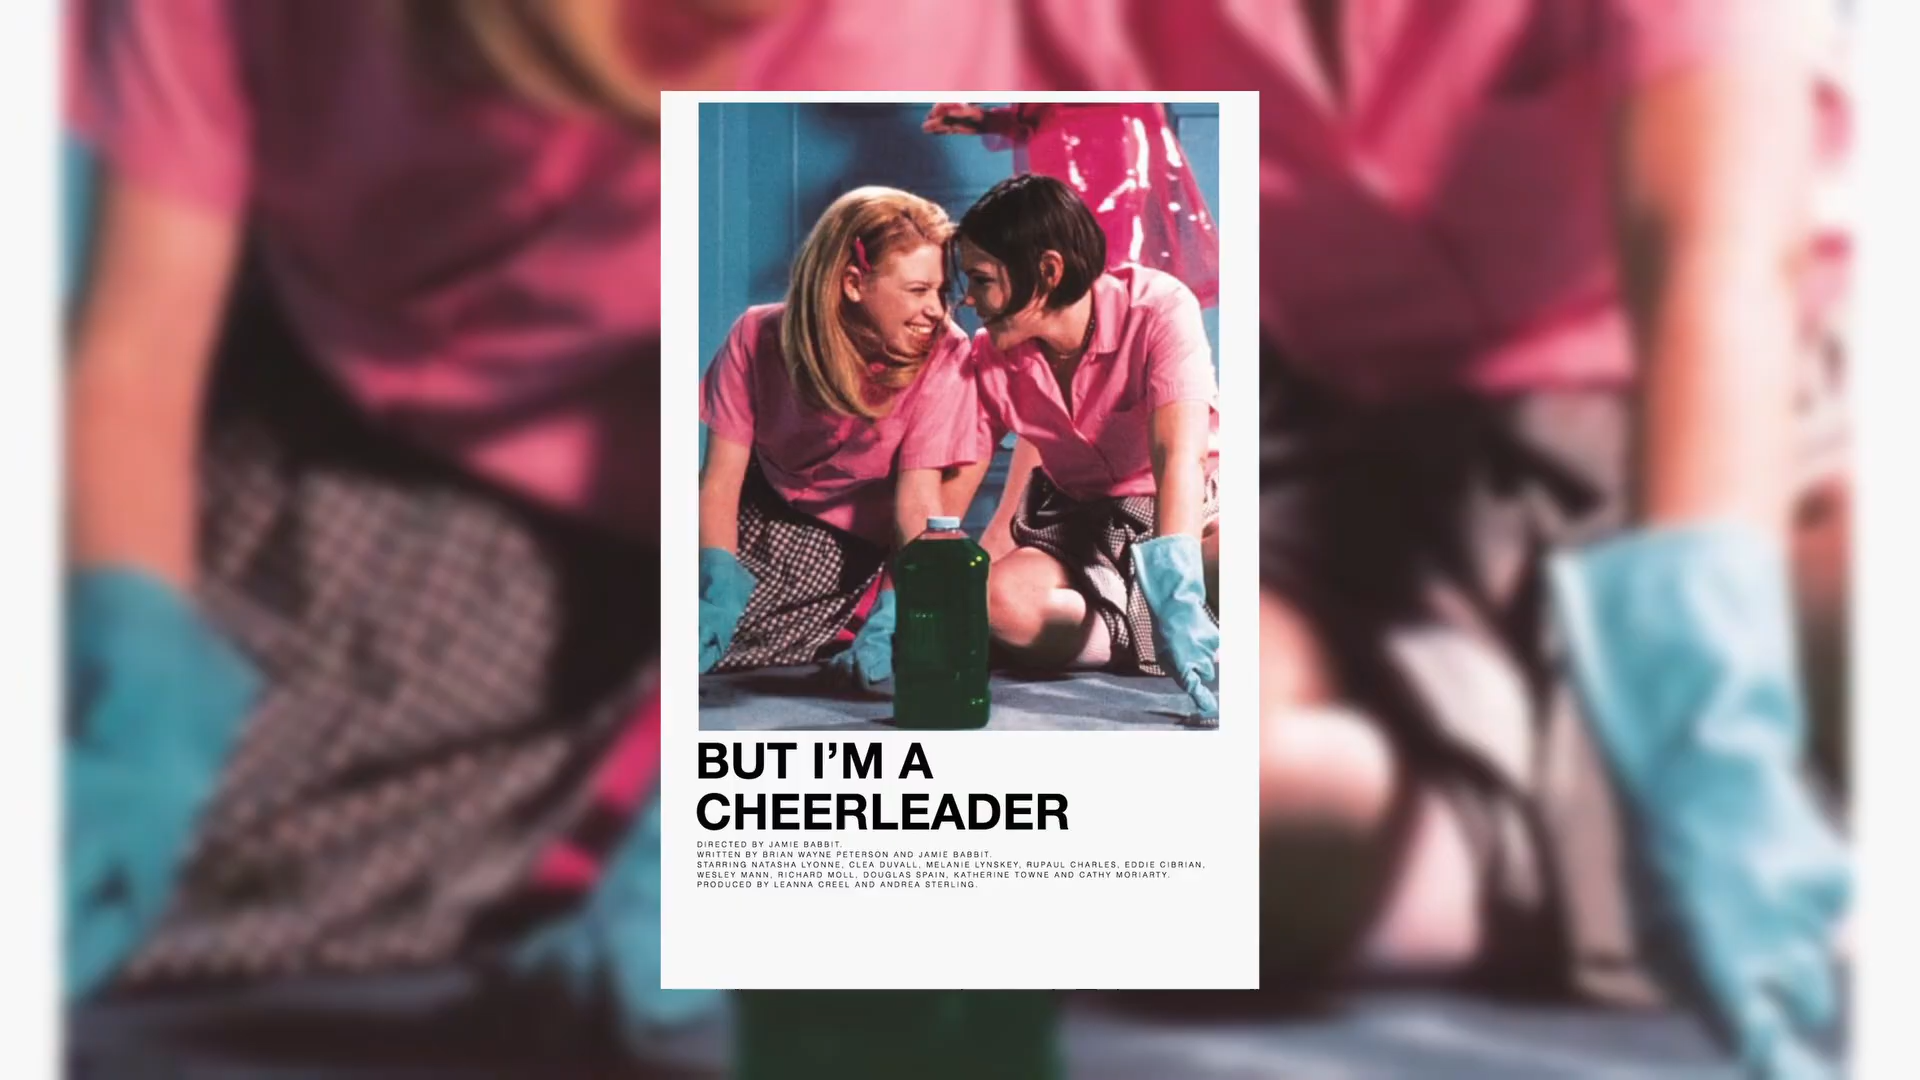 BUT I’M A
CHEERLEADER
DIRECTED BY JAMIE BABBIT.
WRITTEN BY BRIAN WAYNE PETERSON AND JAMIE BABBIT.
STARRING NATASHA LYONNE, CLEA DUVALL, MELANIE LYNSKEY, RUPAUL CHARLES, EDDIE CIBRIAN,
WESLEY MANN, RICHARD MOLL, DOUGLAS SPAIN, KATHERINE TOWNE AND CATHY MORIARTY.
PRODUCED BY LEANNA CREEL AND ANDREA STERLING.